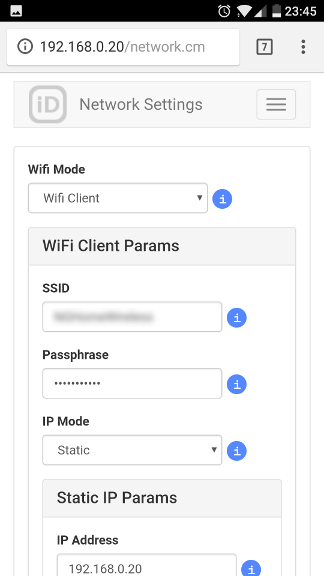 23:45
192.168.0.20/network.cm
7
iD
Network Settings
Wifi Mode
Wifi Client
i
WiFi Client Params
SSID
i
Passphrase
•••••••••••
i
IP Mode
Static
i
Static IP Params
IP Address
192.168.0.20
i